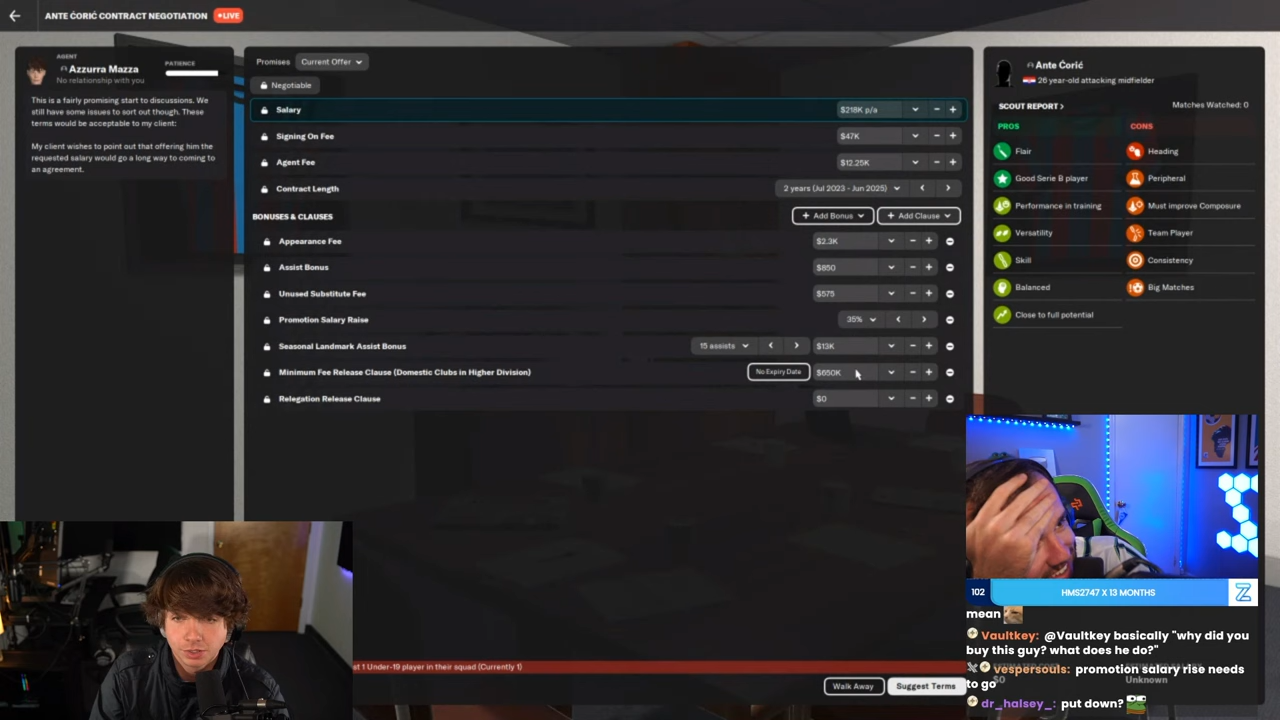 ANTE ĆORIĆ CONTRACT NEGOTIATION
LIVE
AGENT
Azzurra Mazza
No relationship with you
PATIENCE
This is a fairly promising start to discussions. We
still have some issues to sort out though. These
terms would be acceptable to my client:
My client wishes to point out that offering him the
requested salary would go a long way to coming to
an agreement.
Promises
Current Offer
Negotiable
Salary
$218K p/a
Signing On Fee
$47K
Agent Fee
$12.25K
Contract Length
2 years (Jul 2023 - Jun 2025)
BONUSES & CLAUSES
+ Add Bonus
+ Add Clause
Appearance Fee
$2.3K
Assist Bonus
$850
Unused Substitute Fee
$575
Promotion Salary Raise
35%
Seasonal Landmark Assist Bonus
15 assists
$13K
Minimum Fee Release Clause (Domestic Clubs in Higher Division)
No Expiry Date
$650K
Relegation Release Clause
$0
Ante Ćorić
26 year-old attacking midfielder
SCOUT REPORT >
Matches Watched: 0
PROS
CONS
Flair
Heading
Good Serie B player
Peripheral
Performance in training
Must improve Composure
Versatility
Team Player
Skill
Consistency
Balanced
Big Matches
Close to full potential
102
HMS2747 X 13 MONTHS
mean
Vaultkey: @Vaultkey basically "why did you
buy this guy? what does he do?"
vespersouls: promotion salary rise needs
to go
$0
Unknown
dr_halsey_: put down?
st 1 Under-19 player in their squad (Currently 1)
Walk Away
Suggest Terms